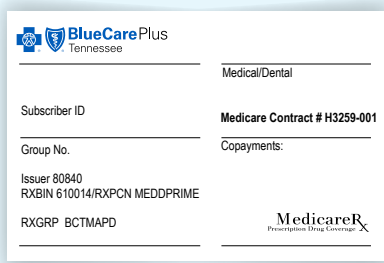 BlueCare Plus
Tennessee
Medical/Dental
Subscriber ID
Medicare Contract # H3259-001
Group No.
Copayments:
Issuer 80840
RXBIN 610014/RXPCN MEDDPRIME
RXGRP BCTMAPD
MedicareRx
Prescription Drug Coverage